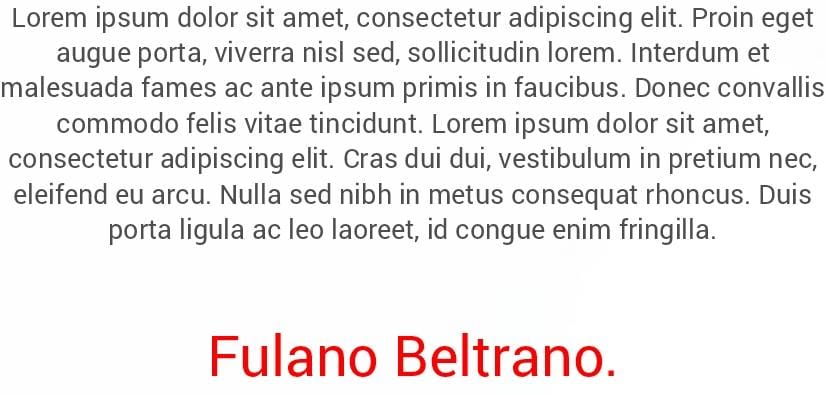 Lorem ipsum dolor sit amet, consectetur adipiscing elit. Proin eget
augue porta, viverra nisl sed, sollicitudin lorem. Interdum et
malesuada fames ac ante ipsum primis in faucibus. Donec convallis
commodo felis vitae tincidunt. Lorem ipsum dolor sit amet,
consectetur adipiscing elit. Cras dui dui, vestibulum in pretium nec,
eleifend eu arcu. Nulla sed nibh in metus consequat rhoncus. Duis
porta ligula ac leo laoreet, id congue enim fringilla.
Fulano Beltrano.